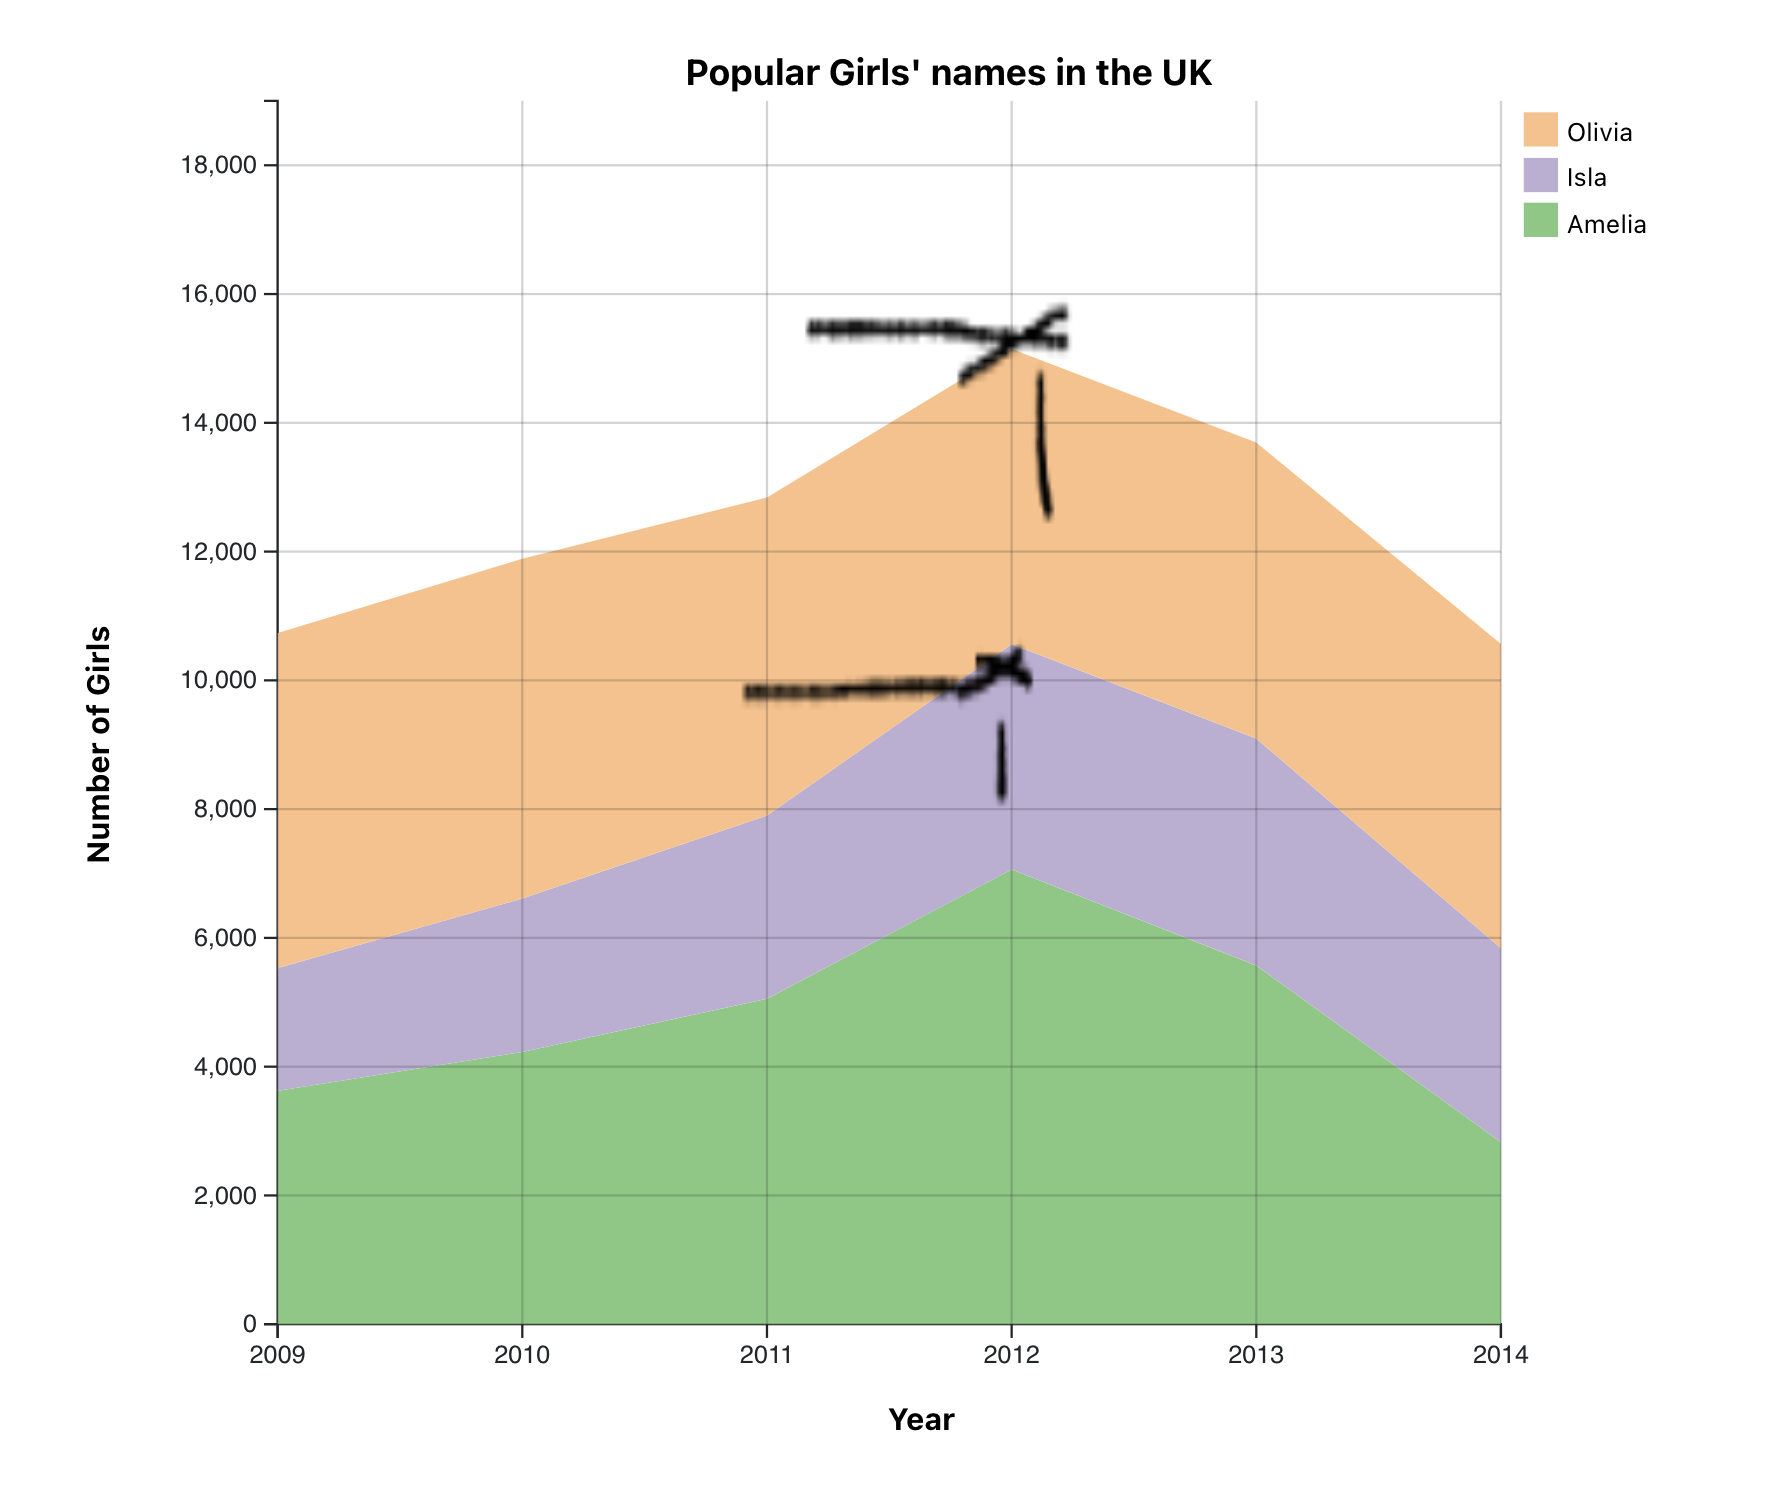 Popular Girls' names in the UK
Olivia
Isla
Amelia
18,000
16,000
14,000
12,000
10,000
8,000
6,000
4,000
2,000
0
Number of Girls
2009 2010 2011 2012 2013 2014
Year